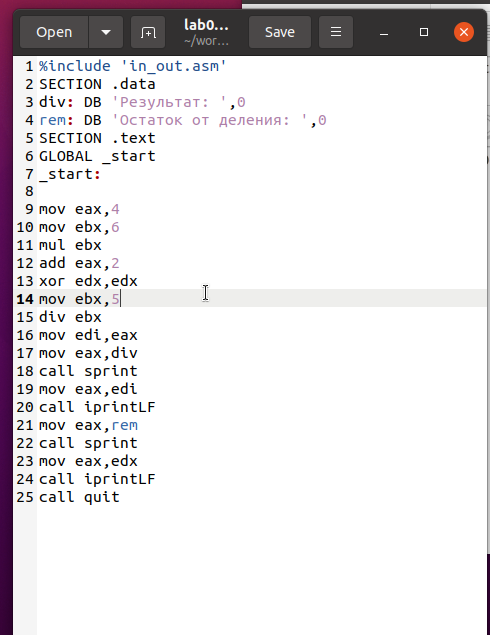 Open
lab0...
~/wor...
Save
1 %include 'in_out.asm'
2 SECTION .data
3 div: DB 'Результат: ',0
4 rem: DB 'Остаток от деления: ',0
5 SECTION .text
6 GLOBAL _start
7 _start:
8
9 mov eax,4
10 mov ebx,6
11 mul ebx
12 add eax,2
13 xor edx,edx
14 mov ebx,5
15 div ebx
16 mov edi,eax
17 mov eax,div
18 call sprint
19 mov eax,edi
20 call iprintLF
21 mov eax,rem
22 call sprint
23 mov eax,edx
24 call iprintLF
25 call quit